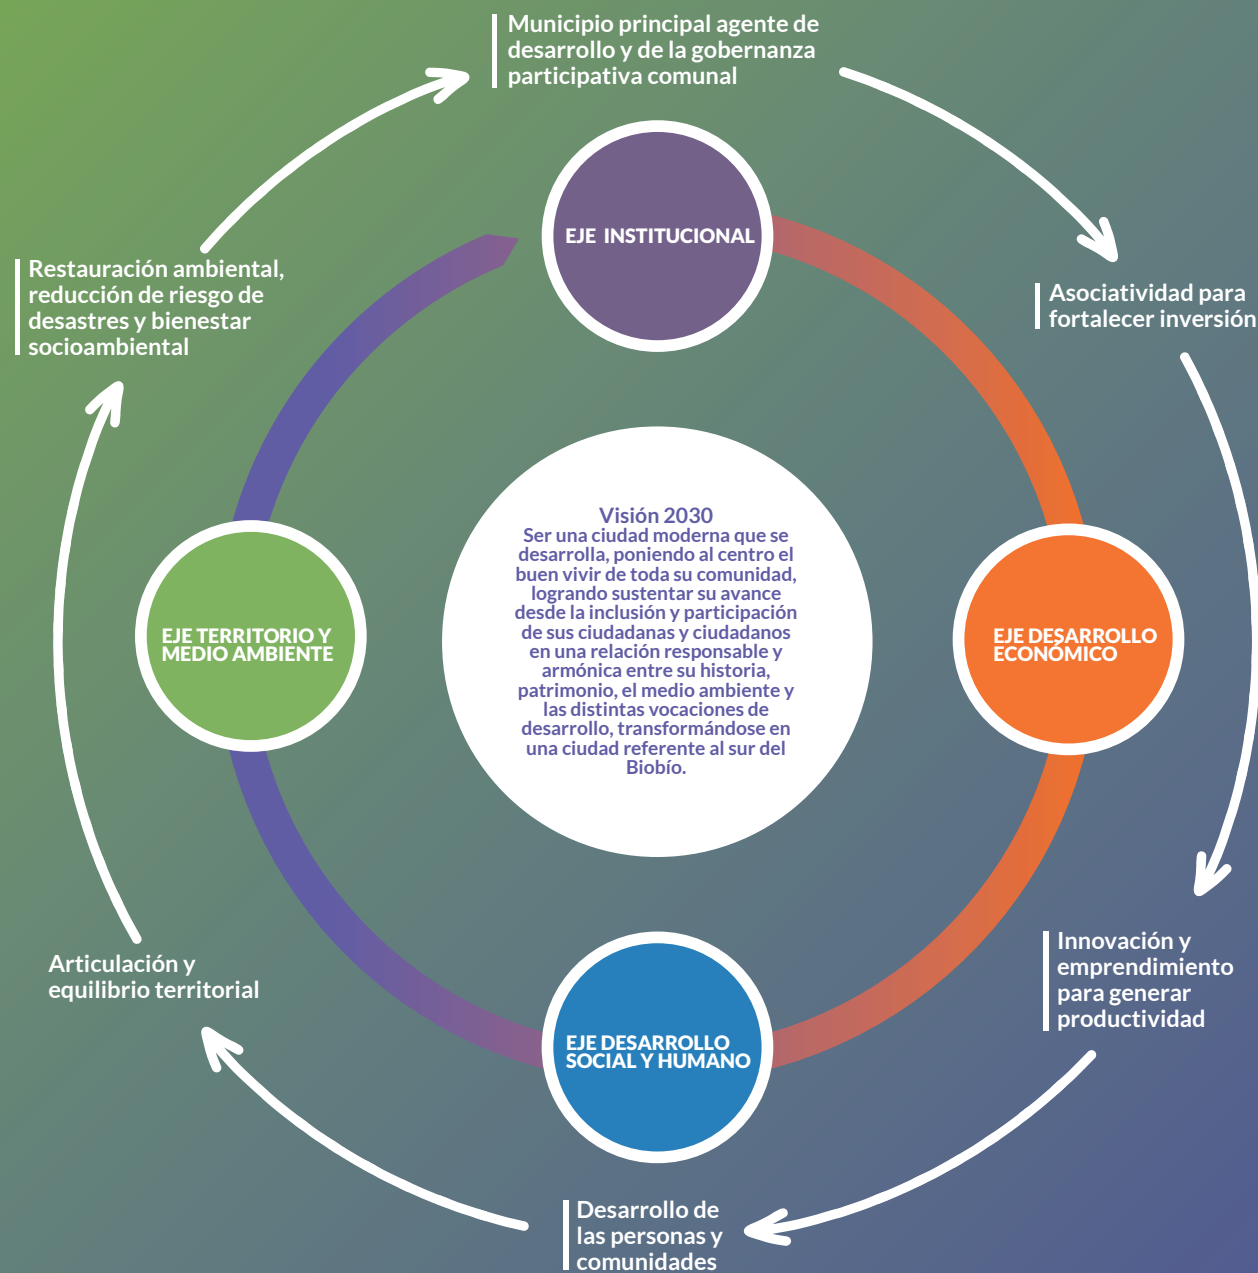 Municipio principal agente de
desarrollo y de la gobernanza
participativa comunal
EJE INSTITUCIONAL
Restauración ambiental,
reducción de riesgo de
desastres y bienestar
socioambiental
Asociatividad para
fortalecer inversión
Visión 2030
Ser una ciudad moderna que se
desarrolla, poniendo al centro el
buen vivir de toda su comunidad,
logrando sustentar su avance
desde la inclusión y participación
de sus ciudadanas y ciudadanos
en una relación responsable y
armónica entre su historia,
patrimonio, el medio ambiente y
las distintas vocaciones de
desarrollo, transformándose en
una ciudad referente al sur del
Biobío.
EJE TERRITORIO Y
MEDIO AMBIENTE
EJE DESARROLLO
ECONÓMICO
Articulación y
equilibrio territorial
Innovación y
emprendimiento
para generar
productividad
EJE DESARROLLO
SOCIAL Y HUMANO
Desarrollo de
las personas y
comunidades